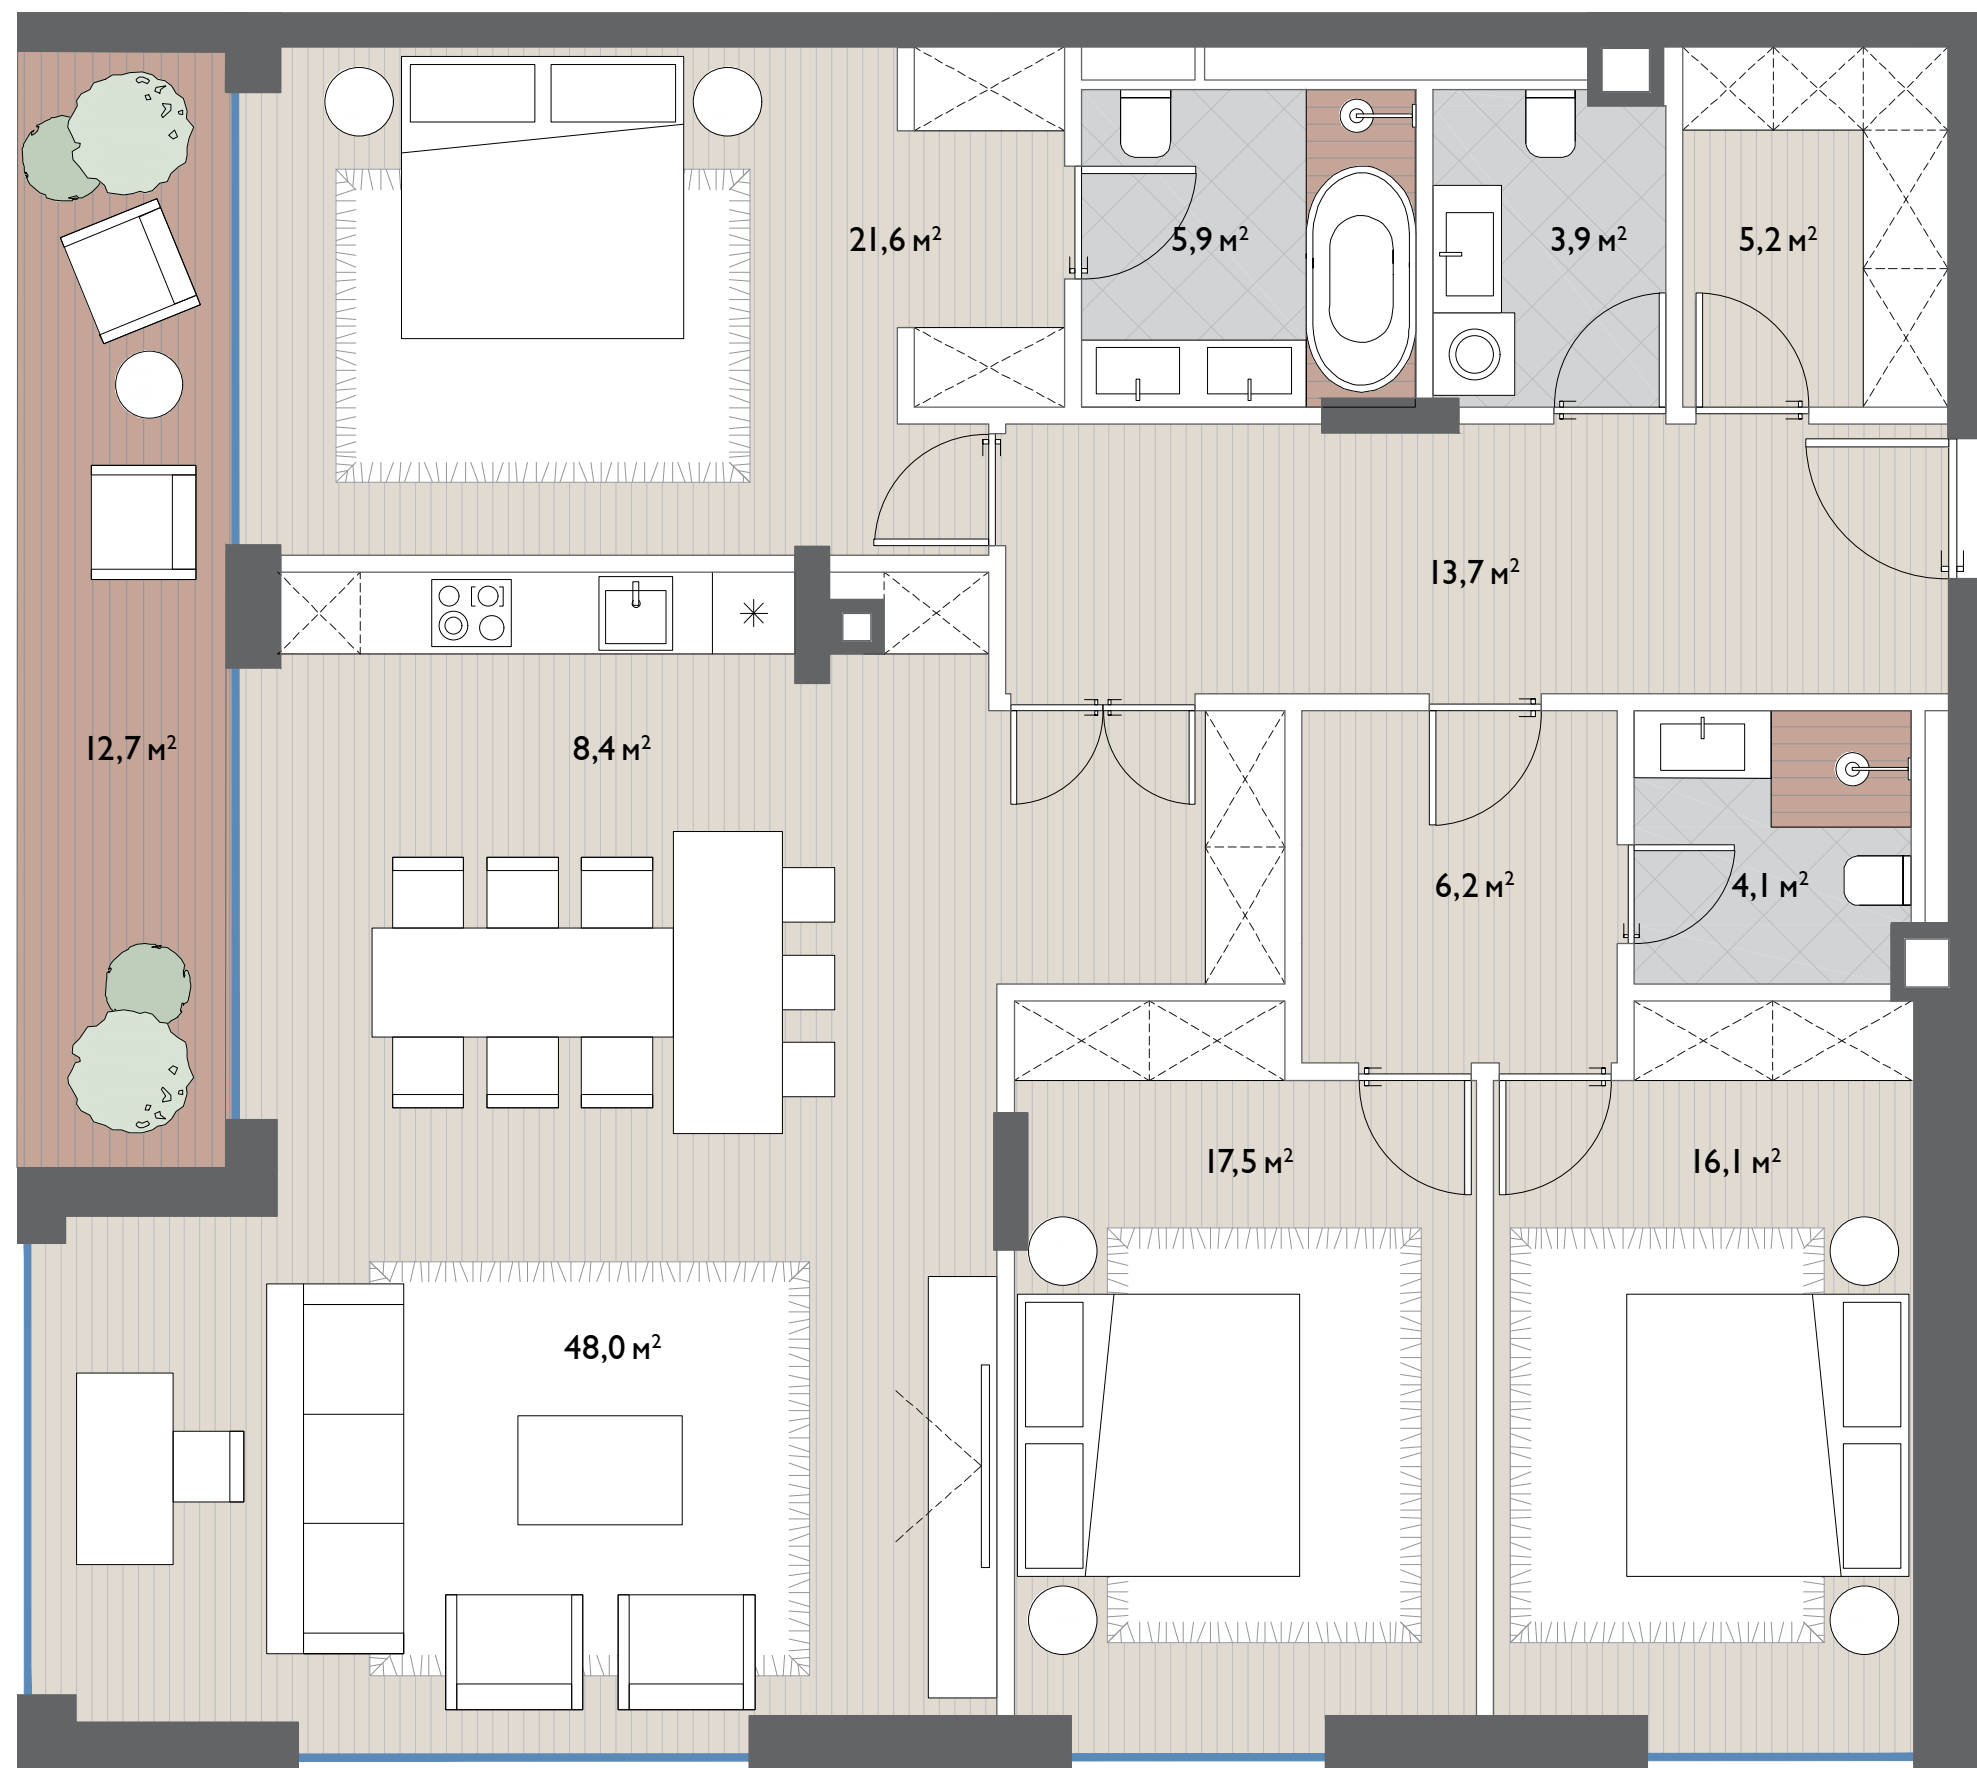 21,6 м²
5,9 м²
3,9 м²
5,2 м²
13,7 м²
12,7 м²
8,4 м²
6,2 м²
4,1 м²
17,5 м²
16,1 м²
48,0 м²